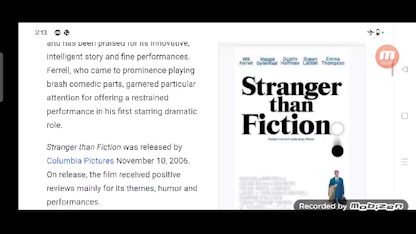 2:13
and has been praised for its innovative,
intelligent story and fine performances.
Ferrell, who came to prominence playing
brash comedic parts, garnered particular
attention for offering a restrained
performance in his first starring dramatic
role.
Stranger than Fiction was released by
Columbia Pictures November 10, 2006.
On release, the film received positive
reviews mainly for its themes, humor and
performances.
Will Ferrell Maggie Gyllenhaal Dustin Hoffman Queen Latifah Emma Thompson
Stranger
than
Fiction
Recorded by Mobizen